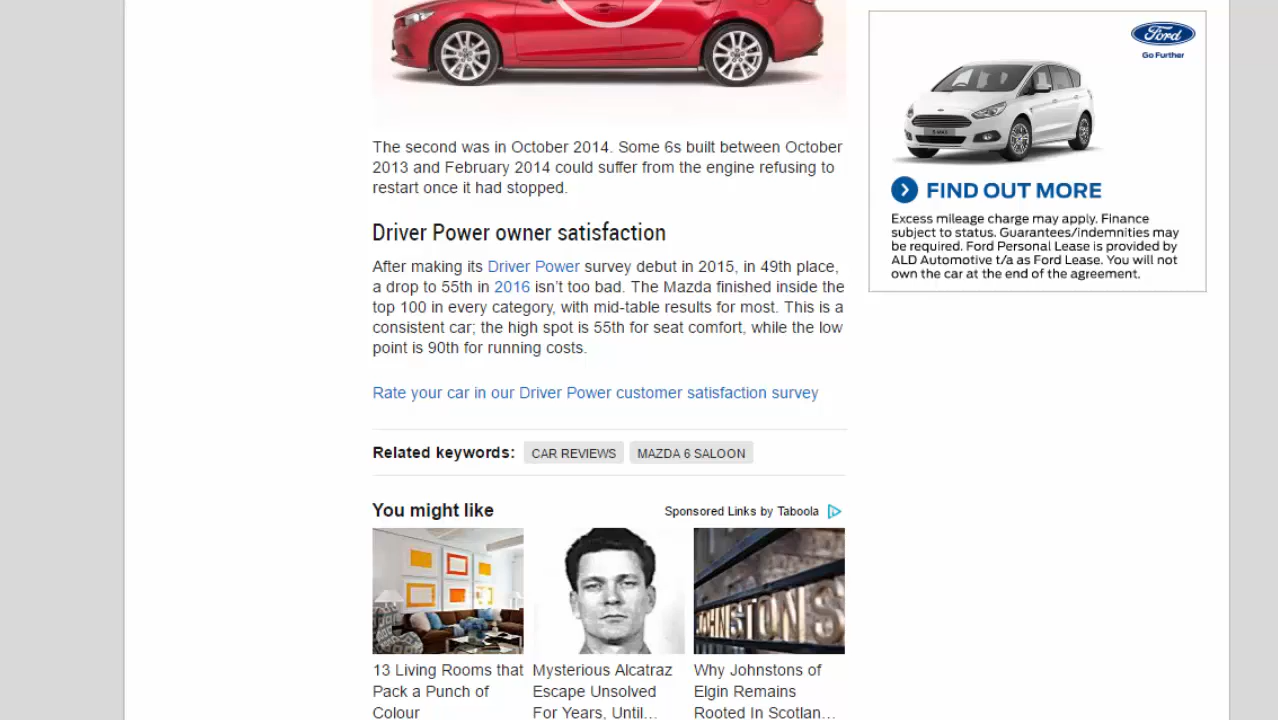 The second was in October 2014. Some 6s built between October
2013 and February 2014 could suffer from the engine refusing to
restart once it had stopped.
Driver Power owner satisfaction
After making its Driver Power survey debut in 2015, in 49th place,
a drop to 55th in 2016 isn’t too bad. The Mazda finished inside the
top 100 in every category, with mid-table results for most. This is a
consistent car; the high spot is 55th for seat comfort, while the low
point is 90th for running costs.
Rate your car in our Driver Power customer satisfaction survey
Related keywords: CAR REVIEWS MAZDA 6 SALOON
You might like
Sponsored Links by Taboola
JOHNSTONS
13 Living Rooms that
Pack a Punch of
Colour
Mysterious Alcatraz
Escape Unsolved
For Years, Until...
Why Johnstons of
Elgin Remains
Rooted In Scotlan...
Ford
Go Further
FIND OUT MORE
Excess mileage charge may apply. Finance
subject to status. Guarantees/indemnities may
be required. Ford Personal Lease is provided by
ALD Automotive t/a as Ford Lease. You will not
own the car at the end of the agreement.